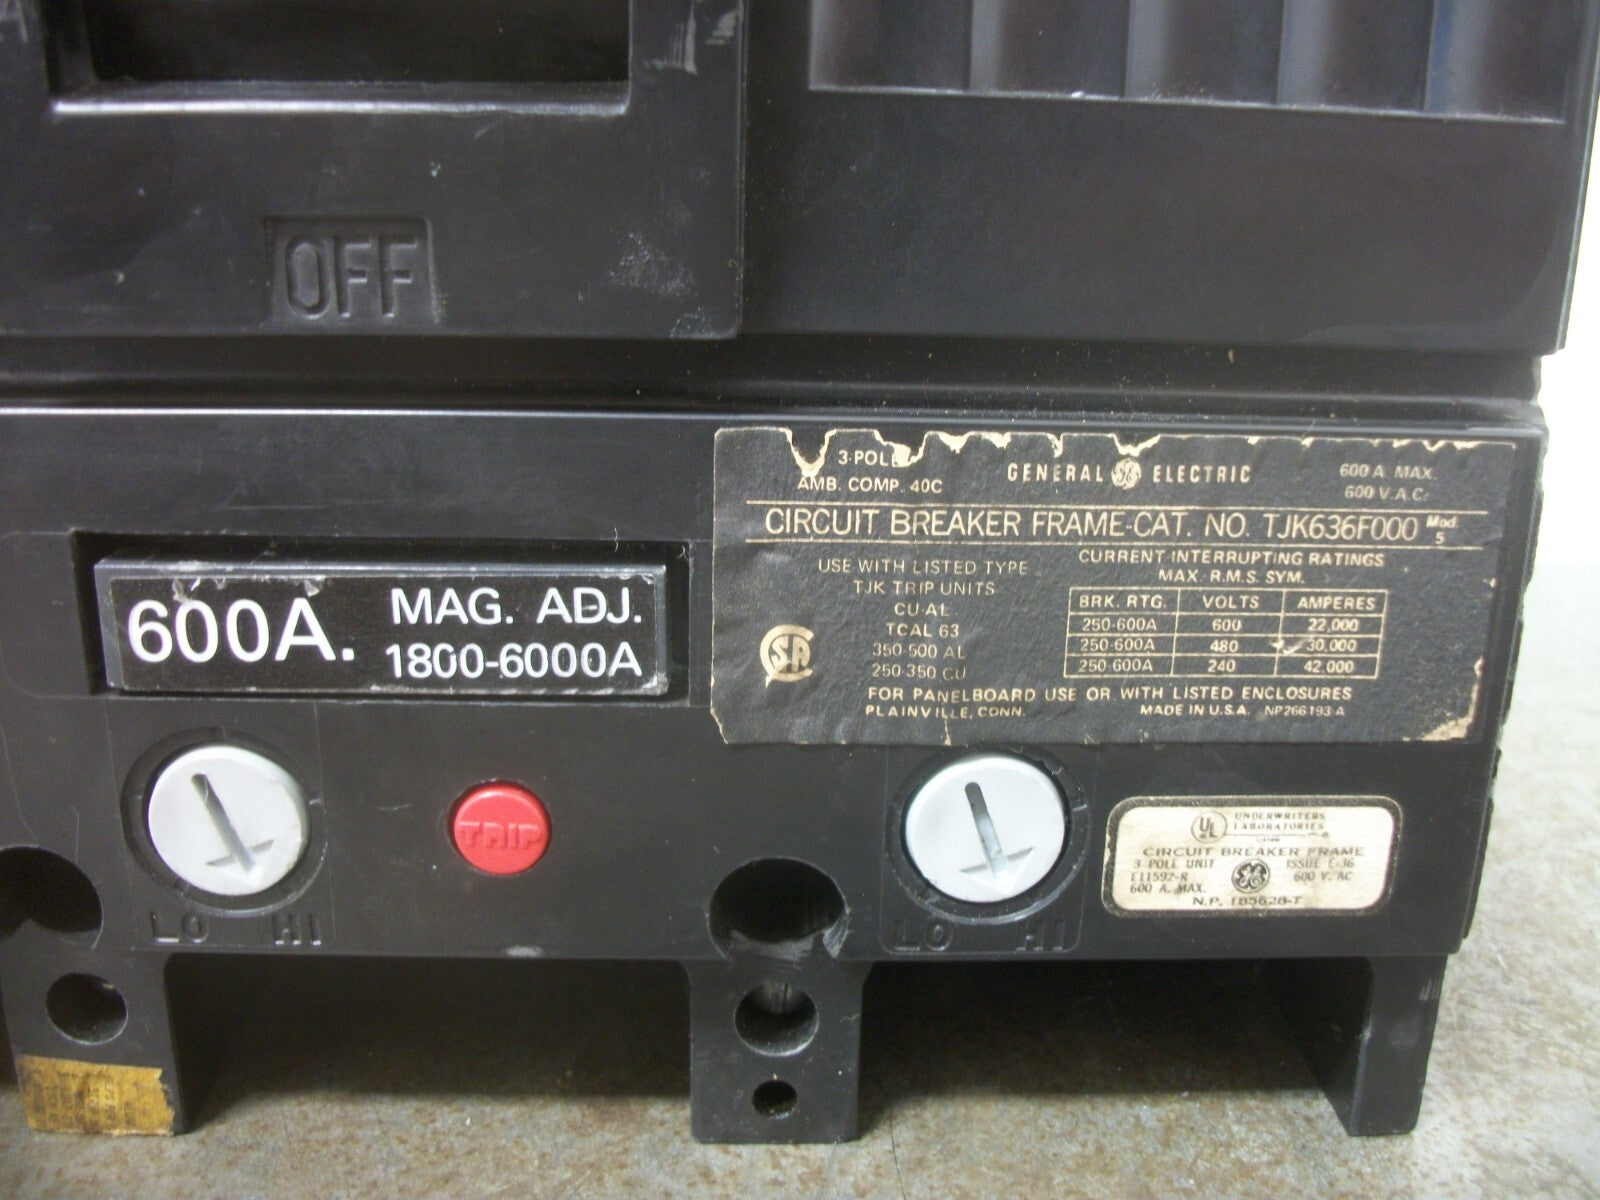 OFF
3-POLE
AMB. COMP. 40C
GENERAL GE ELECTRIC
600 A MAX.
600 V.A.C.
CIRCUIT BREAKER FRAME-CAT. NO. TJK636F000 Mod. 5
USE WITH LISTED TYPE
TJK TRIP UNITS
CU AL
TCAL 63
350-500 AL
250-350 CU
CURRENT INTERRUPTING RATINGS
MAX. R.M.S. SYM.
BRK. RTG. VOLTS AMPERES
250-600A 600 22,000
250-600A 480 30,000
250-600A 240 42,000
FOR PANELBOARD USE OR WITH LISTED ENCLOSURES
PLAINVILLE, CONN. MADE IN U.S.A. NP266193-A
600A. MAG. ADJ.
1800-6000A
TRIP
LO HI
LO HI
UL UNDERWRITERS
LABORATORIES
CIRCUIT BREAKER FRAME
3 POLE UNIT ISSUE E-36
E11592-R 600 V. AC
600 A. MAX.
N.P. 185628-T